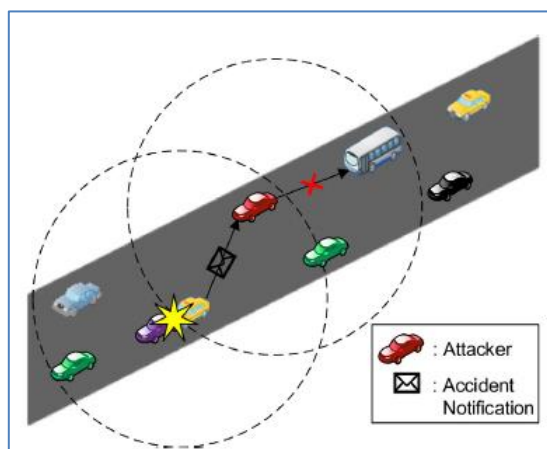 : Attacker
: Accident
Notification